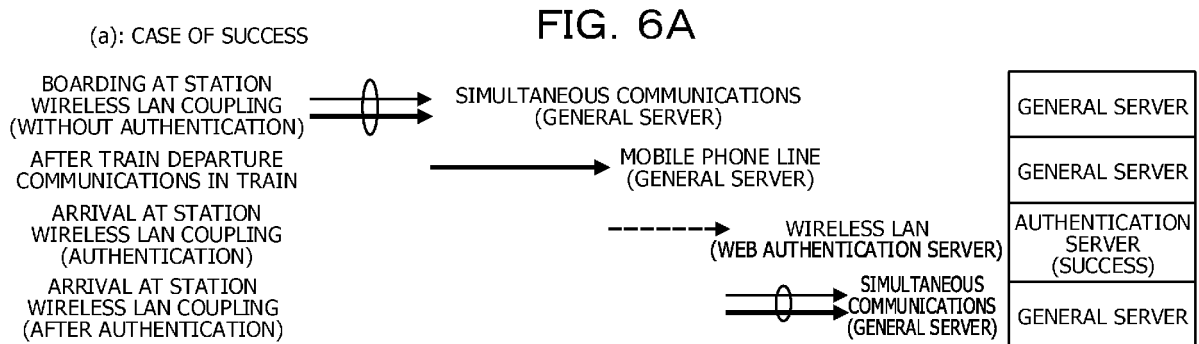 FIG. 6A
(a): CASE OF SUCCESS
BOARDING AT STATION
WIRELESS LAN COUPLING
(WITHOUT AUTHENTICATION)
SIMULTANEOUS COMMUNICATIONS
(GENERAL SERVER)
GENERAL SERVER
AFTER TRAIN DEPARTURE
COMMUNICATIONS IN TRAIN
MOBILE PHONE LINE
(GENERAL SERVER)
GENERAL SERVER
ARRIVAL AT STATION
WIRELESS LAN COUPLING
(AUTHENTICATION)
WIRELESS LAN
(WEB AUTHENTICATION SERVER)
AUTHENTICATION
SERVER
(SUCCESS)
ARRIVAL AT STATION
WIRELESS LAN COUPLING
(AFTER AUTHENTICATION)
SIMULTANEOUS
COMMUNICATIONS
(GENERAL SERVER)
GENERAL SERVER